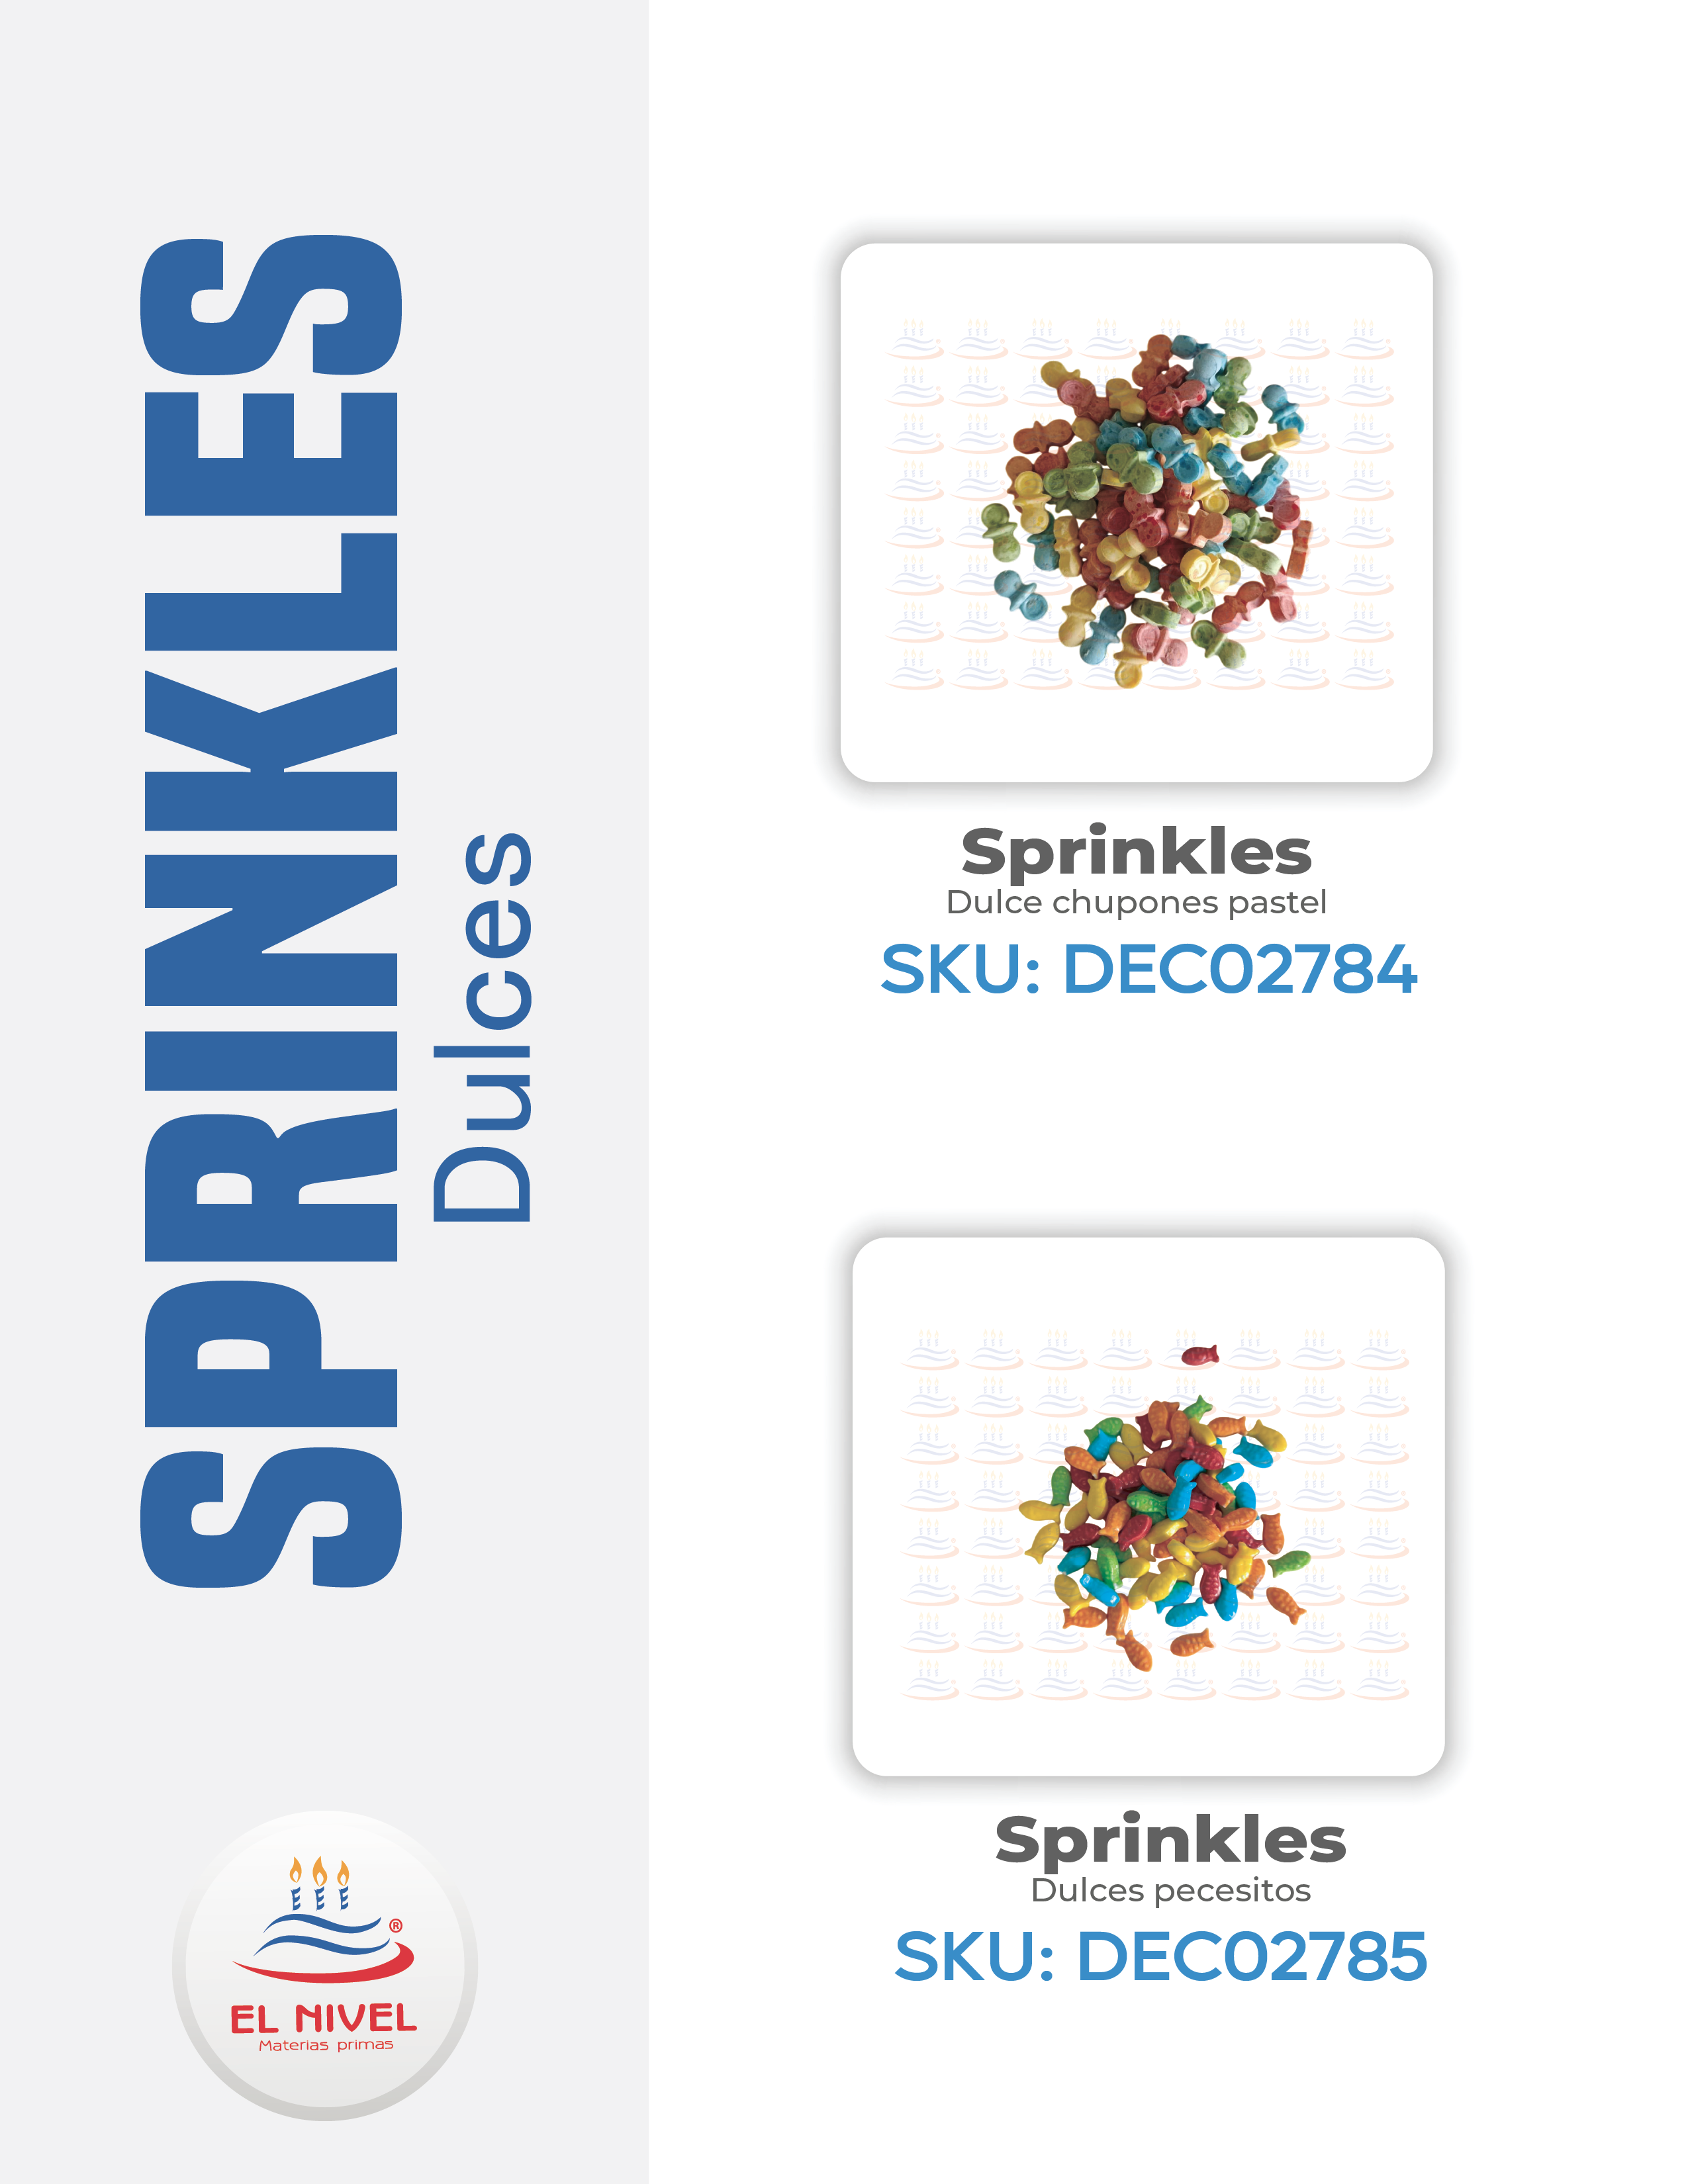 SPRINKLES
Dulces
Sprinkles
Dulce chupones pastel
SKU: DEC02784
Sprinkles
Dulces pecesitos
SKU: DEC02785
®
EL NIVEL
Materias primas